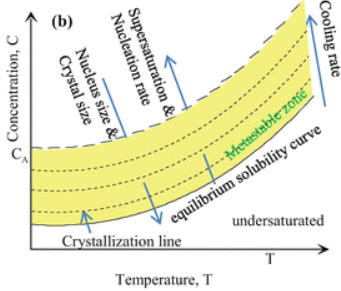 (b)
Concentration, C
C_A
Nucleus size &
Crystal size
Supersaturation &
Nucleation rate
Cooling rate
Metastable zone
equilibrium solubility curve
undersaturated
Crystallization line
T
Temperature, T